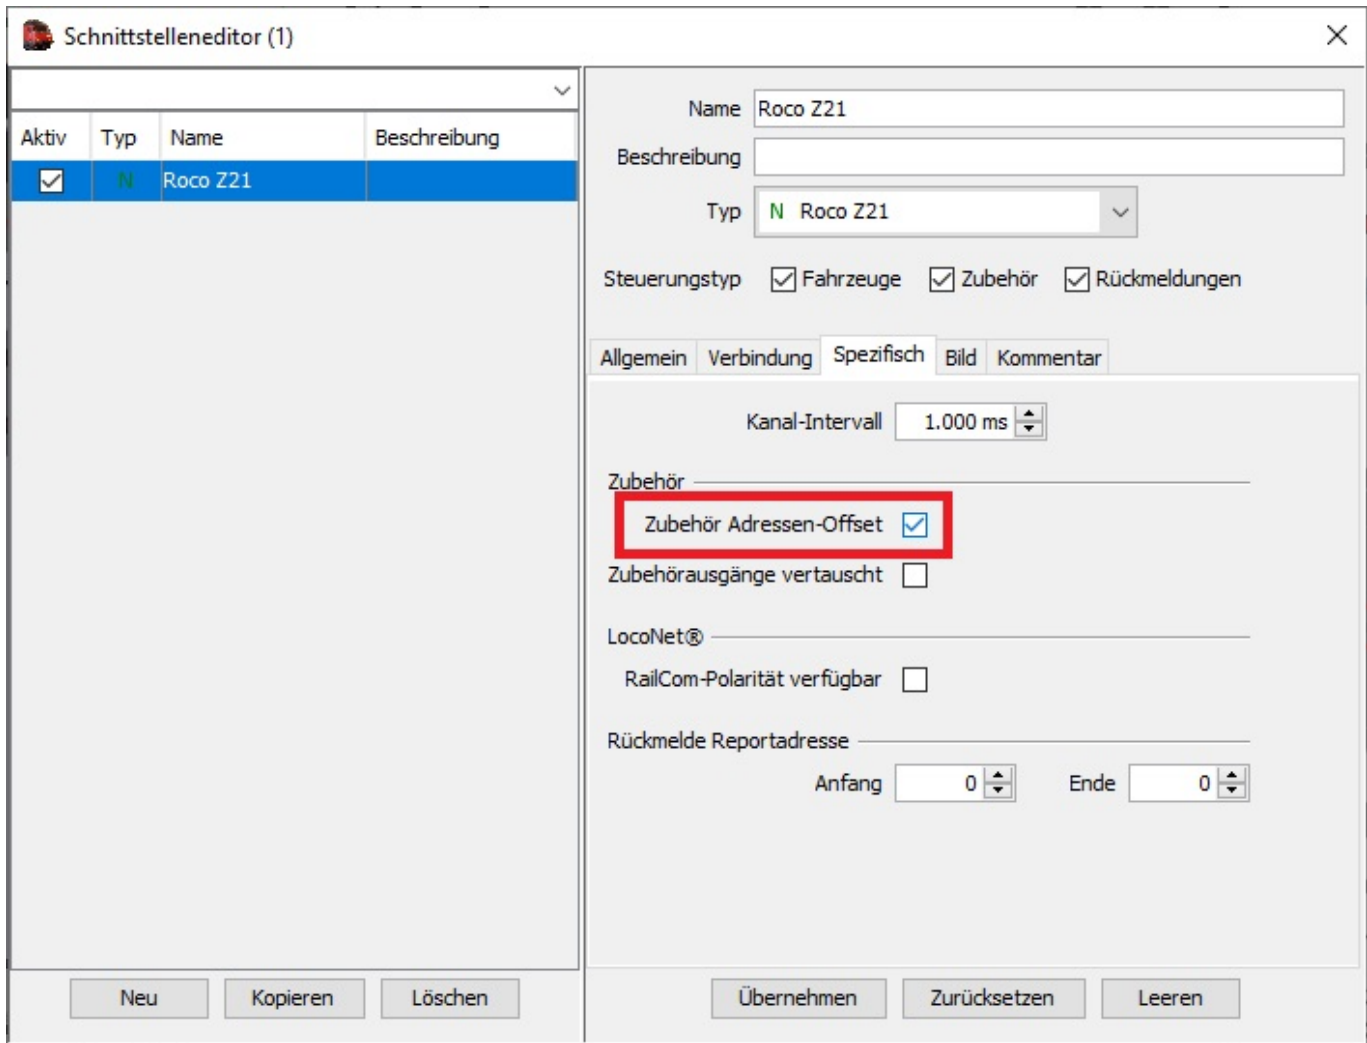 Schnittstelleneditor (1)
Aktiv Typ Name Beschreibung
N Roco Z21
Neu Kopieren Löschen
Name Roco Z21
Beschreibung
Typ N Roco Z21
Steuerungstyp Fahrzeuge Zubehör Rückmeldungen
Allgemein Verbindung Spezifisch Bild Kommentar
Kanal-Intervall 1.000 ms
Zubehör
Zubehör Adressen-Offset
Zubehörausgänge vertauscht
LocoNet®
RailCom-Polarität verfügbar
Rückmelde Reportadresse
Anfang 0 Ende 0
Übernehmen Zurücksetzen Leeren